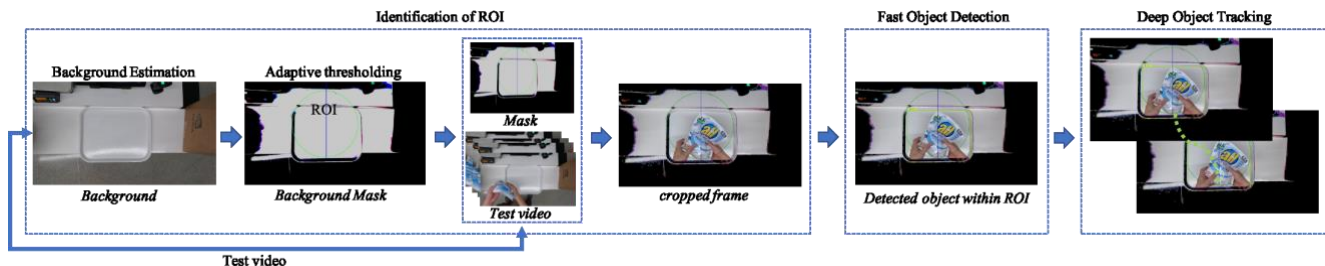 Identification of ROI
Fast Object Detection
Deep Object Tracking
Background Estimation
Adaptive thresholding
ROI
Mask
Background
Background Mask
Test video
cropped frame
Detected object within ROI
Test video